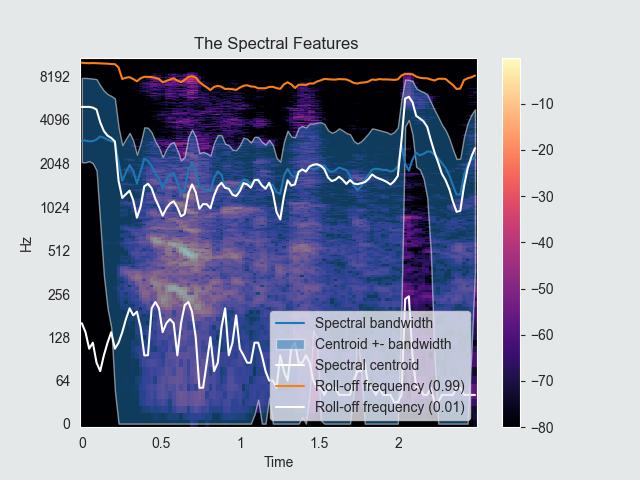 The Spectral Features
8192
4096
2048
1024
512
256
128
64
0
Hz
0
0.5
1
1.5
2
Time
Spectral bandwidth
Centroid +- bandwidth
Spectral centroid
Roll-off frequency (0.99)
Roll-off frequency (0.01)
−10
−20
−30
−40
−50
−60
−70
−80